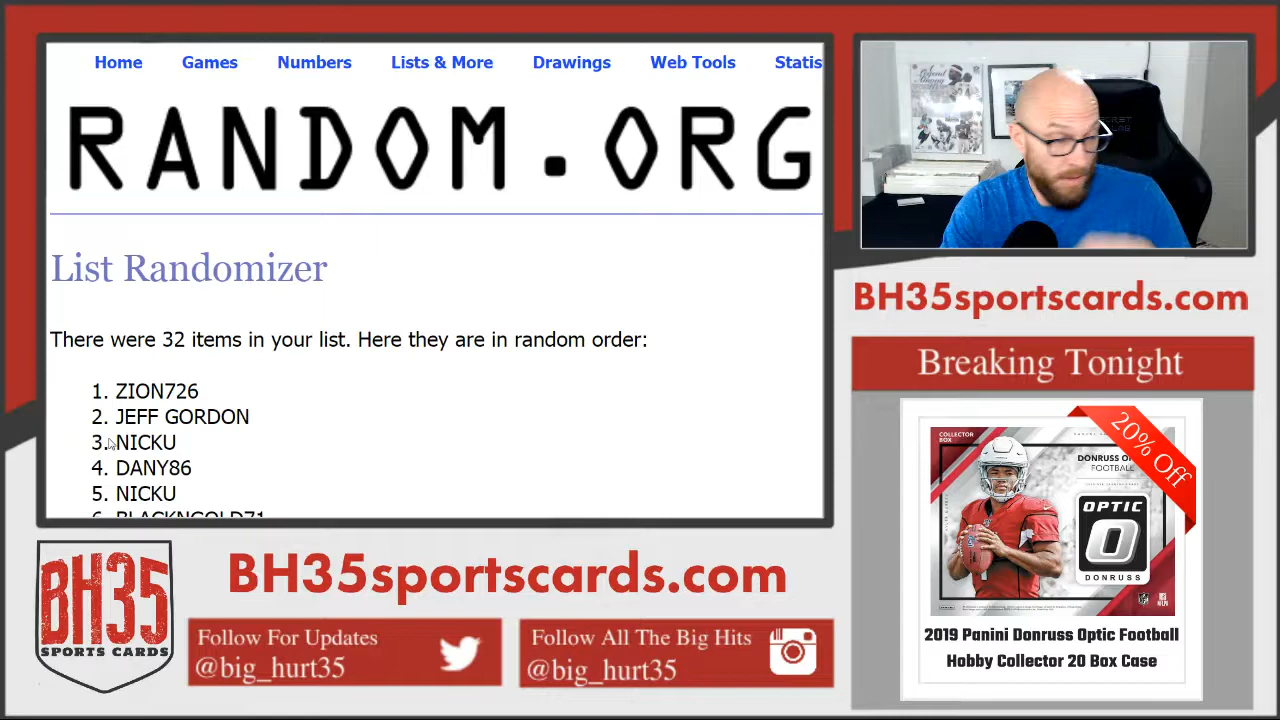 Home Games Numbers Lists & More Drawings Web Tools Statis
RANDOM.ORG
List Randomizer
There were 32 items in your list. Here they are in random order:
1. ZION726
2. JEFF GORDON
3. NICKU
4. DANY86
5. NICKU
6. BLACKNGOLD71
BH35sportscards.com
Breaking Tonight
20% Off
COLLECTOR
BOX
FOOTBALL
OPTIC
O
DONRUSS
2019 Panini Donruss Optic Football
Hobby Collector 20 Box Case
BH35
SPORTS CARDS
BH35sportscards.com
Follow For Updates
@big_hurt35
Follow All The Big Hits
@big_hurt35